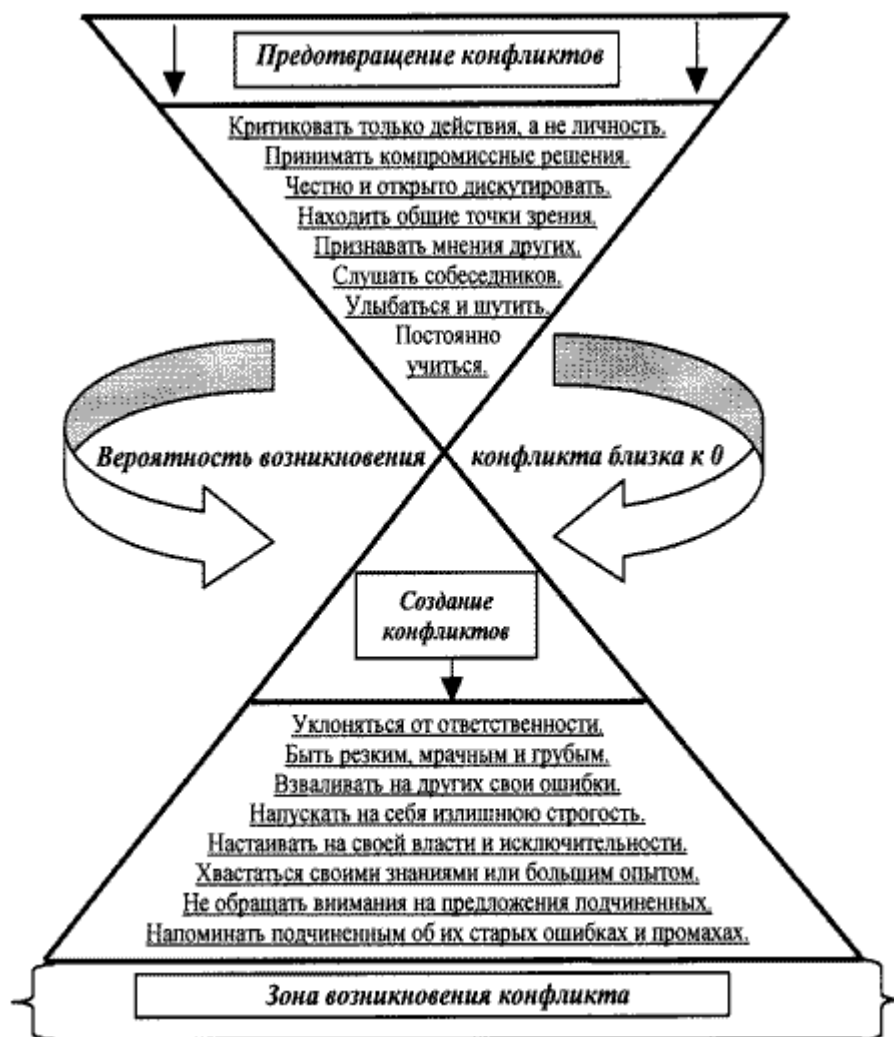 Предотвращение конфликтов
Критиковать только действия, а не личность.
Принимать компромиссные решения.
Честно и открыто дискутировать.
Находить общие точки зрения.
Признавать мнения других.
Слушать собеседников.
Улыбаться и шутить.
Постоянно
учиться.
Вероятность возникновения конфликта близка к 0
Создание
конфликтов
Уклоняться от ответственности.
Быть резким, мрачным и грубым.
Взваливать на других свои ошибки.
Напускать на себя излишнюю строгость.
Настаивать на своей власти и исключительности.
Хвастаться своими знаниями или большим опытом.
Не обращать внимания на предложения подчиненных.
Напоминать подчиненным об их старых ошибках и промахах.
Зона возникновения конфликта